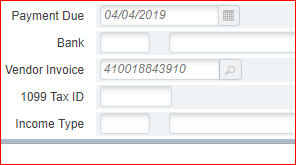 Payment Due 04/04/2019
Bank
Vendor Invoice 410018843910
1099 Tax ID
Income Type